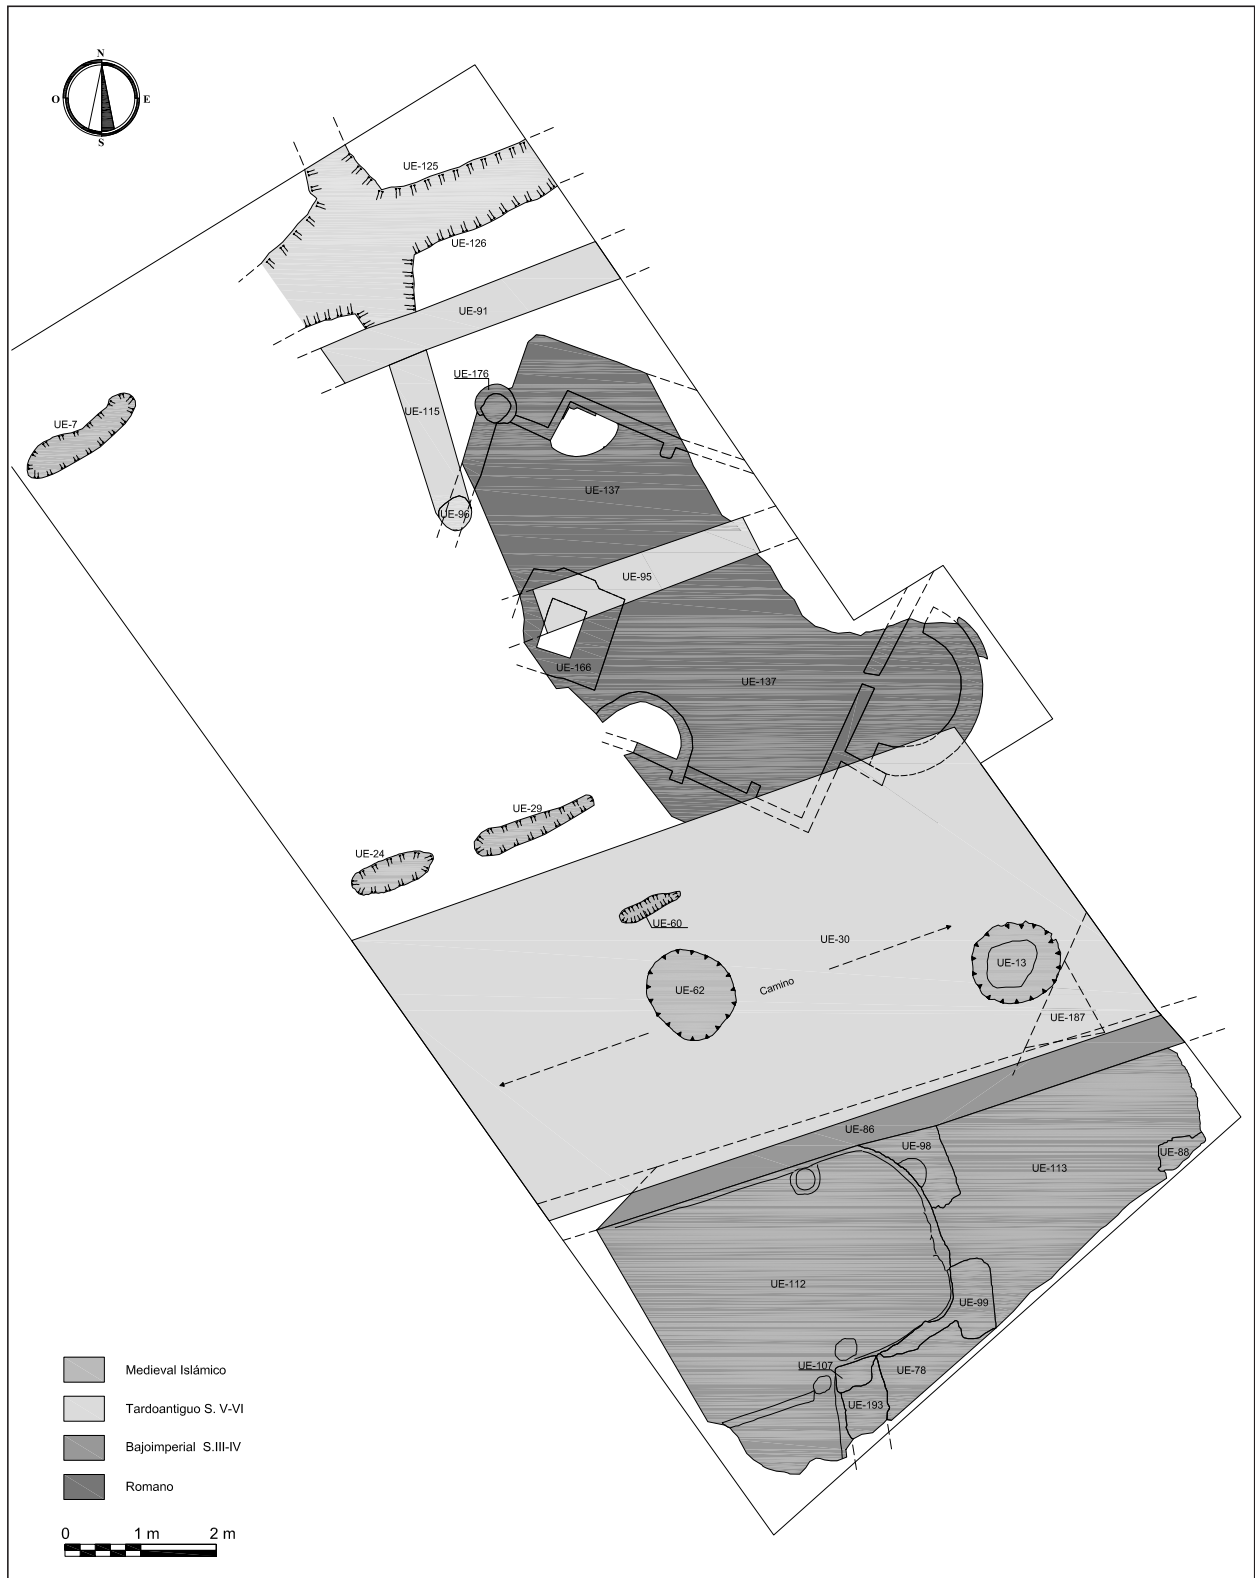 N
O E
S
UE-125
UE-126
UE-91
UE-176
UE-115
UE-7
UE-137
UE-96
UE-95
UE-166
UE-137
UE-29
UE-24
UE-60
UE-30
UE-13
UE-62
Camino
UE-187
UE-86
UE-98
UE-113
UE-88
UE-112
UE-99
UE-107
UE-78
UE-193
Medieval Islámico
Tardoantiguo S. V-VI
Bajoimperial S.III-IV
Romano
0 1 m 2 m